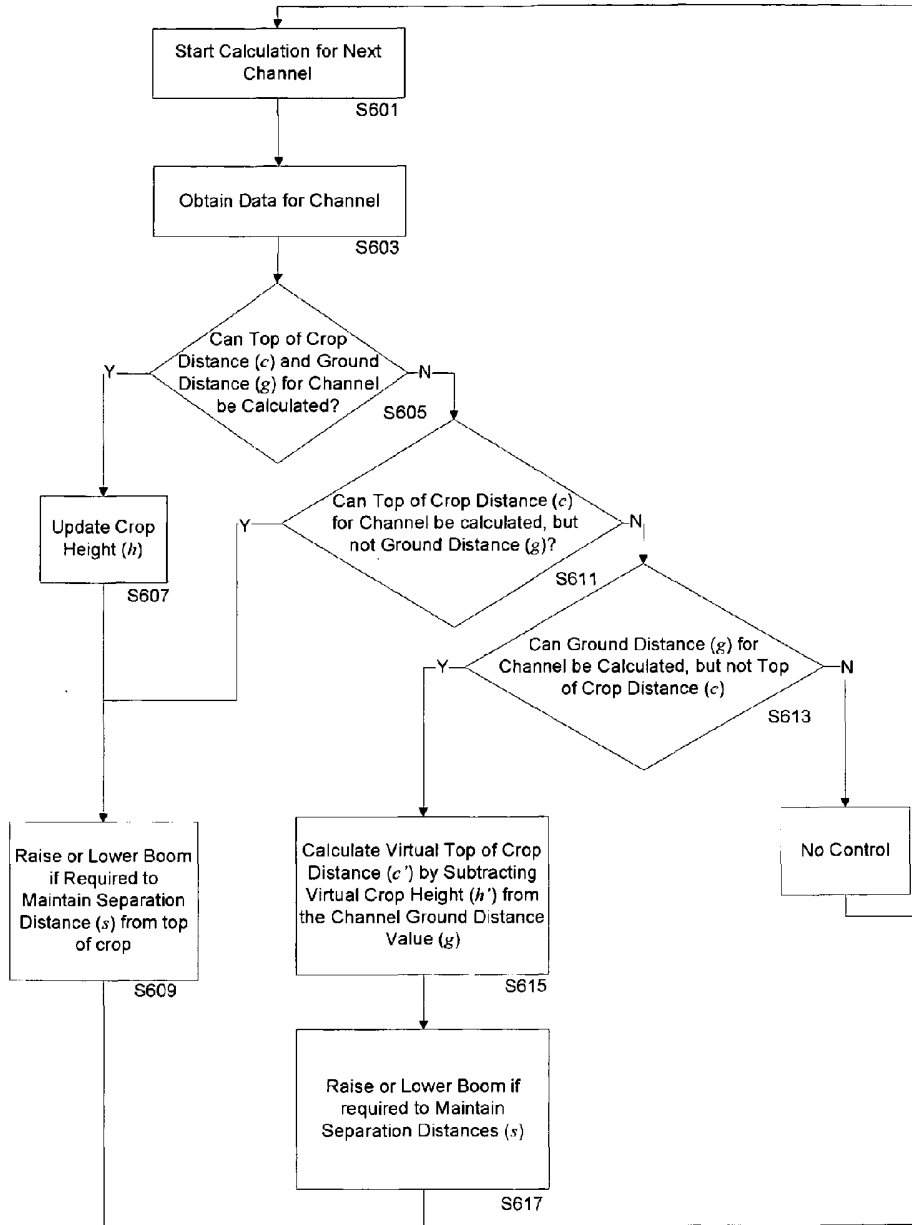 Start Calculation for Next
Channel
S601
Obtain Data for Channel
S603
Can Top of Crop
Distance (c) and Ground
Distance (g) for Channel
be Calculated?
Y
N
S605
Can Top of Crop Distance (c)
for Channel be calculated, but
not Ground Distance (g)?
Y
N
S611
Update Crop
Height (h)
S607
Can Ground Distance (g) for
Channel be Calculated, but not Top
of Crop Distance (c)
Y
N
S613
Raise or Lower Boom
if Required to
Maintain Separation
Distance (s) from top
of crop
S609
Calculate Virtual Top of Crop
Distance (c') by Subtracting
Virtual Crop Height (h') from
the Channel Ground Distance
Value (g)
S615
No Control
Raise or Lower Boom if
required to Maintain
Separation Distances (s)
S617